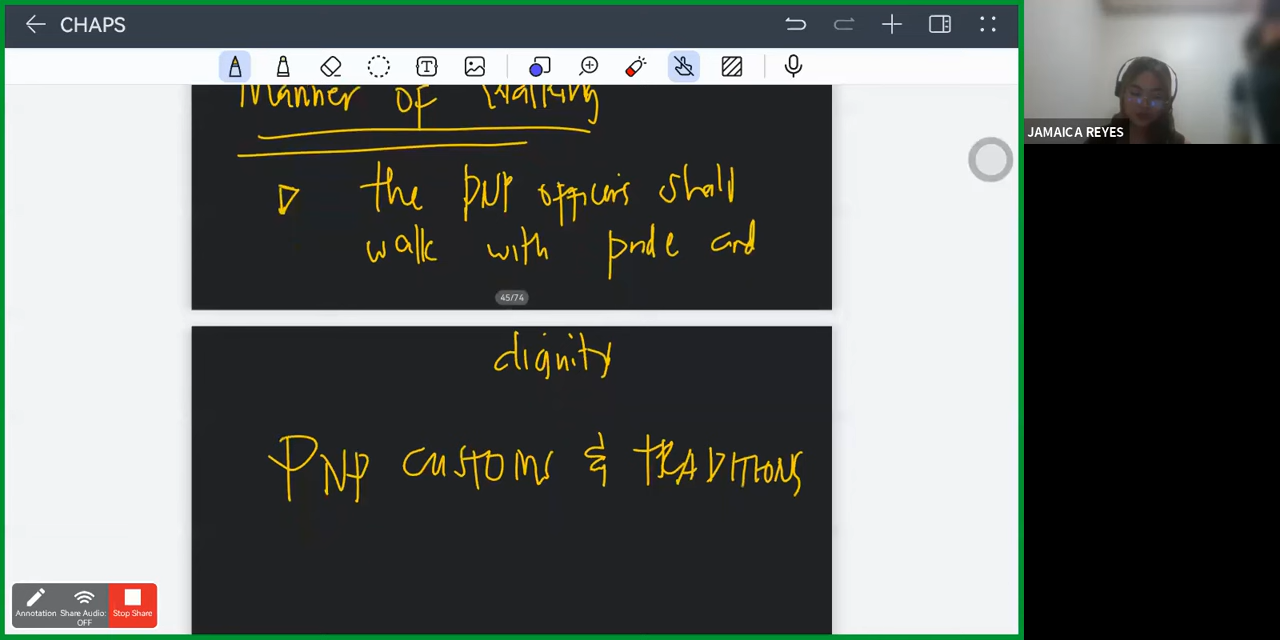 CHAPS
JAMAICA REYES
Manner of Walking
the PNP officers shall
walk with pride and
45/74
dignity
PNP CUSTOMS & TRADITIONS
Annotation
Share Audio: OFF
Stop Share